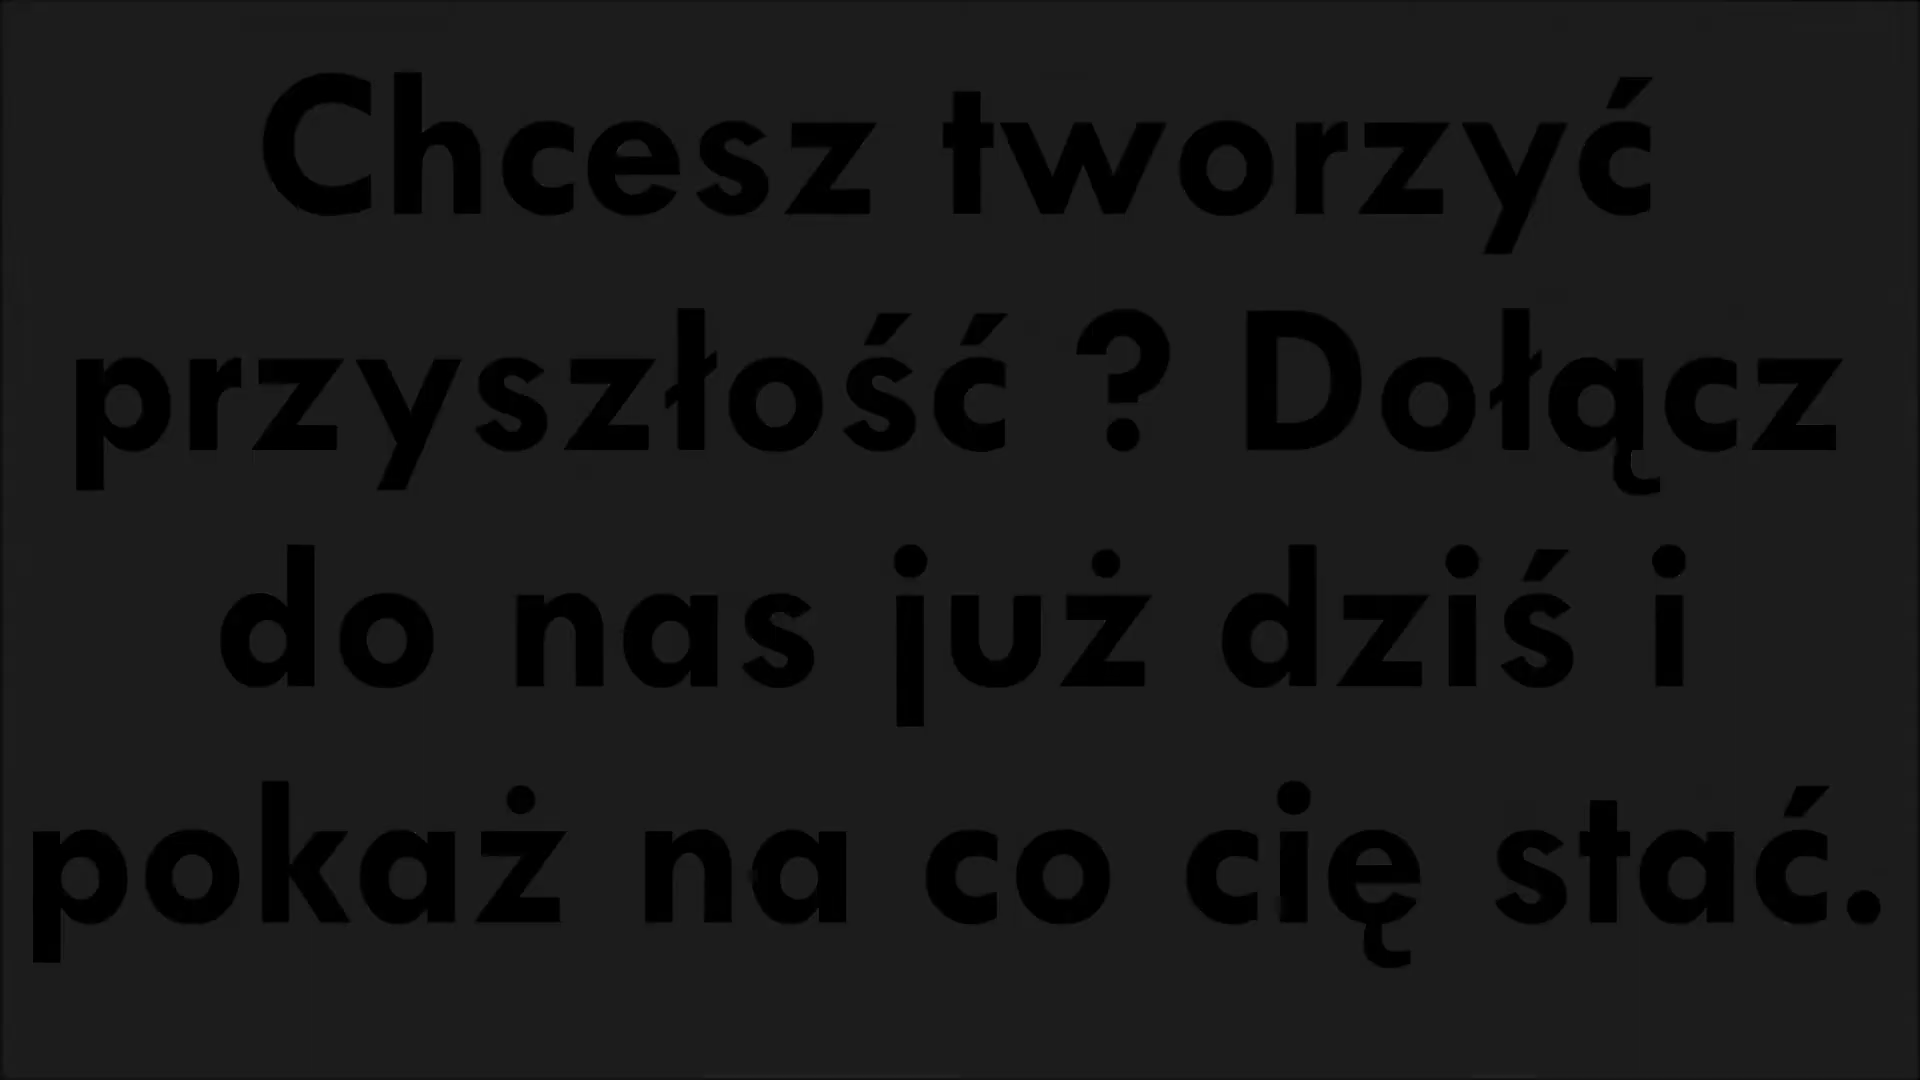 Chcesz tworzyć
przyszłość ? Dołącz
do nas już dziś i
pokaż na co cię stać.